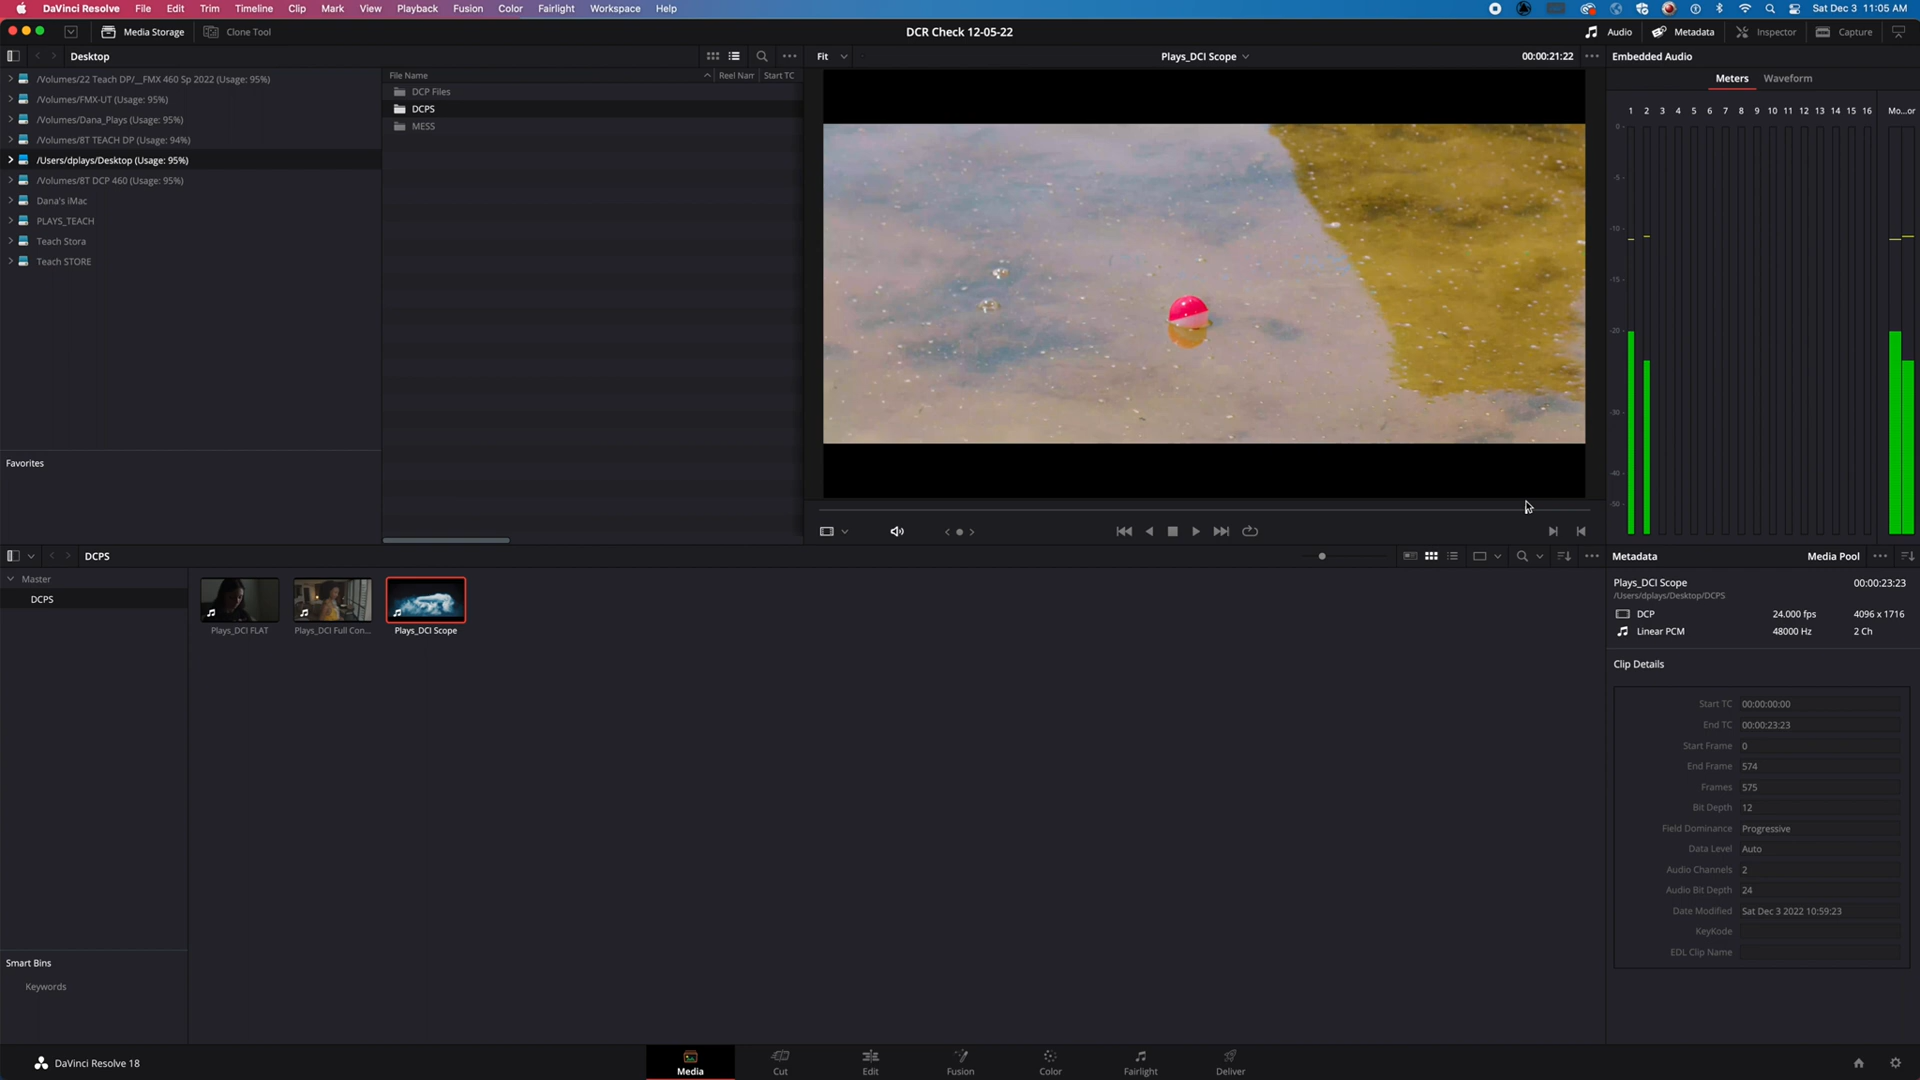 DaVinci Resolve File Edit Trim Timeline Clip Mark View Playback Fusion Color Fairlight Workspace Help Sat Dec 3 11:05 AM
Media Storage Clone Tool DCR Check 12-05-22 Audio Metadata Inspector Capture
Desktop Fit Plays_DCI Scope 00:00:21:22 Embedded Audio
File Name Reel Nam Start TC Meters Waveform
/Volumes/22 Teach DP/__FMX 460 Sp 2022 (Usage: 95%)
/Volumes/FMX-UT (Usage: 95%)
/Volumes/Dana_Plays (Usage: 95%)
/Volumes/8T TEACH DP (Usage: 94%)
/Users/dplays/Desktop (Usage: 95%)
/Volumes/8T DCP 460 (Usage: 95%)
Dana's iMac
PLAYS_TEACH
Teach Stora
Teach STORE
DCP Files
DCPS
MESS
1 2 3 4 5 6 7 8 9 10 11 12 13 14 15 16 Mo...or
0
-5
-10
-15
-20
-30
-40
-50
Favorites
DCPS
Master
DCPS
Plays_DCI FLAT Plays_DCI Full Con... Plays_DCI Scope
Smart Bins
Keywords
Metadata Media Pool
Plays_DCI Scope 00:00:23:23
/Users/dplays/Desktop/DCPS
DCP 24.000 fps 4096 x 1716
Linear PCM 48000 Hz 2 Ch
Clip Details
Start TC 00:00:00:00
End TC 00:00:23:23
Start Frame 0
End Frame 574
Frames 575
Bit Depth 12
Field Dominance Progressive
Data Level Auto
Audio Channels 2
Audio Bit Depth 24
Date Modified Sat Dec 3 2022 10:59:23
KeyKode
EDL Clip Name
DaVinci Resolve 18 Media Cut Edit Fusion Color Fairlight Deliver